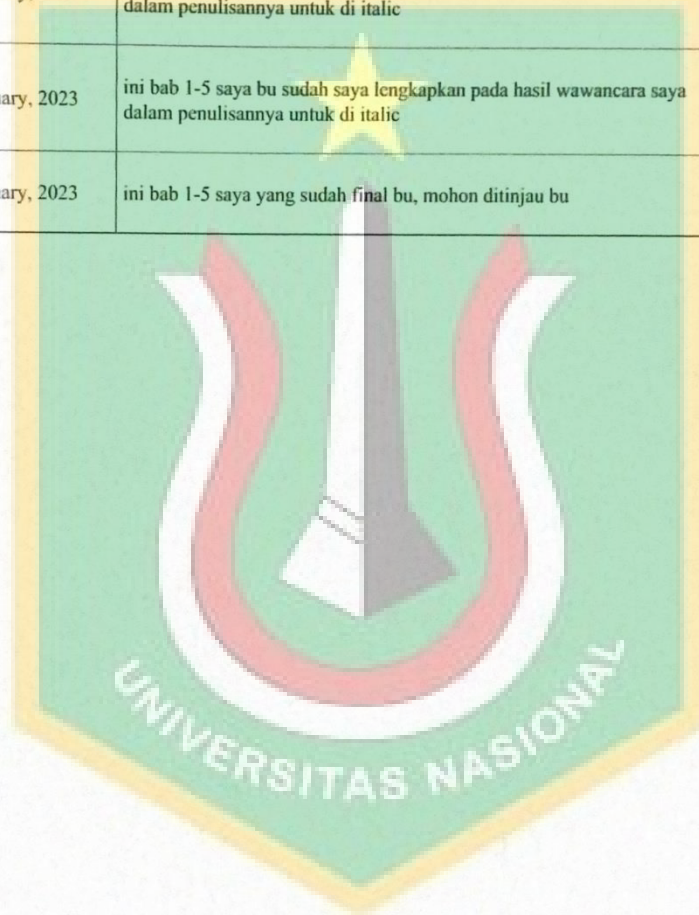 dalam penulisannya untuk di italic
ary, 2023
ini bab 1-5 saya bu sudah saya lengkapkan pada hasil wawancara saya
dalam penulisannya untuk di italic
ary, 2023
ini bab 1-5 saya yang sudah final bu, mohon ditinjau bu
UNIVERSITAS NASIONAL